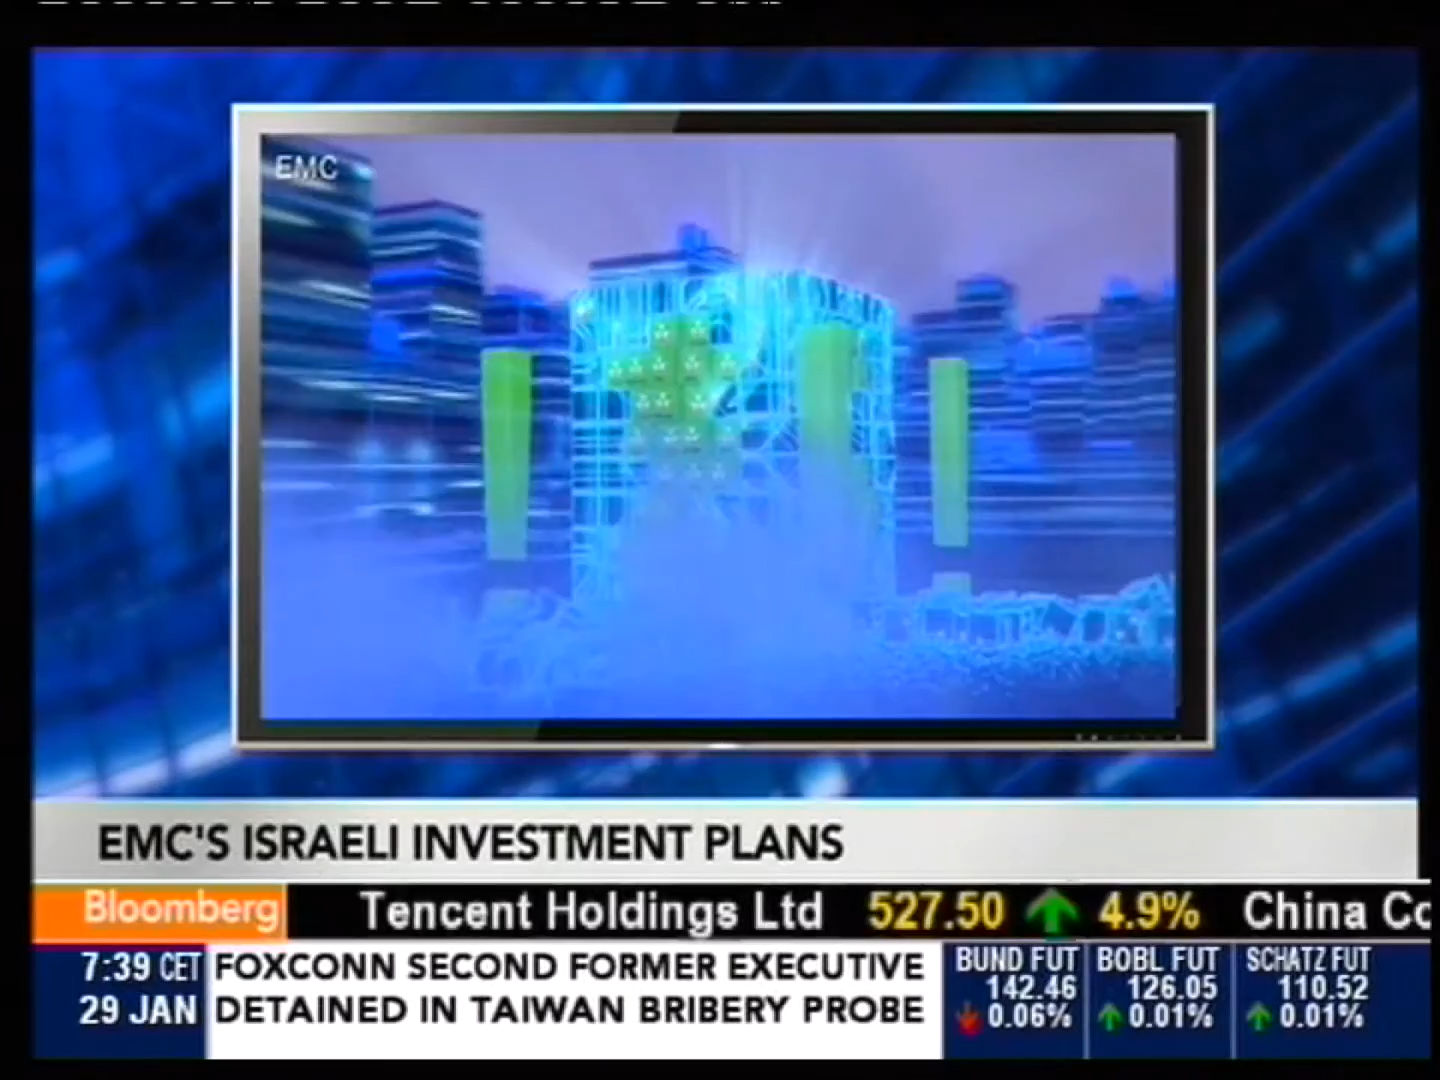 EMC
EMC'S ISRAELI INVESTMENT PLANS
Bloomberg Tencent Holdings Ltd 527.50 4.9% China Co
7:39 CET
29 JAN
FOXCONN SECOND FORMER EXECUTIVE
DETAINED IN TAIWAN BRIBERY PROBE
BUND FUT
142.46
0.06%
BOBL FUT
126.05
0.01%
SCHATZ FUT
110.52
0.01%